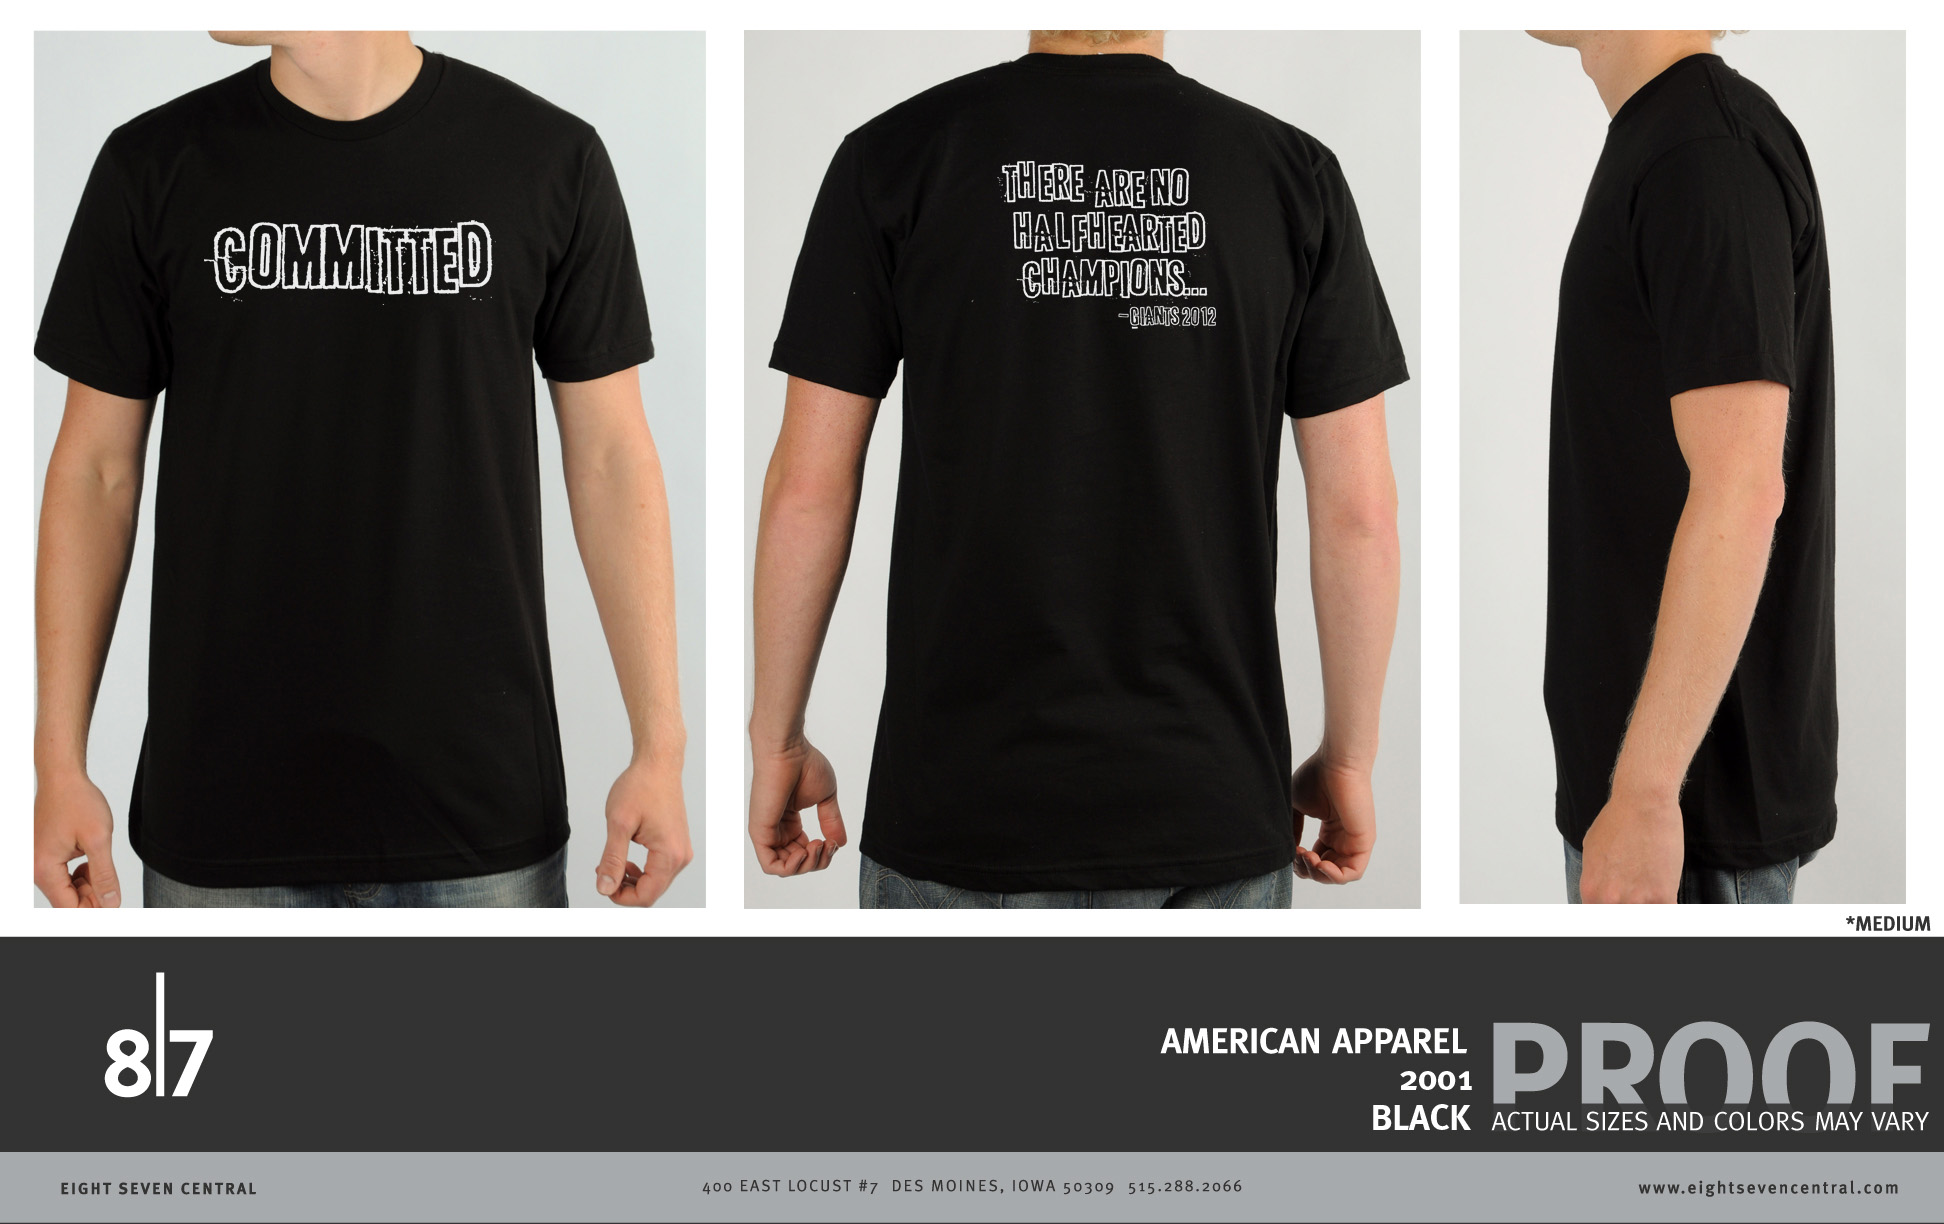 COMMITTED
THERE ARE NO
HALFHEARTED
CHAMPIONS...
–GIANTS 2012
*MEDIUM
8|7
AMERICAN APPAREL
2001
BLACK
PROOF
ACTUAL SIZES AND COLORS MAY VARY
EIGHT SEVEN CENTRAL
400 EAST LOCUST #7 DES MOINES, IOWA 50309 515.288.2066
www.eightsevencentral.com